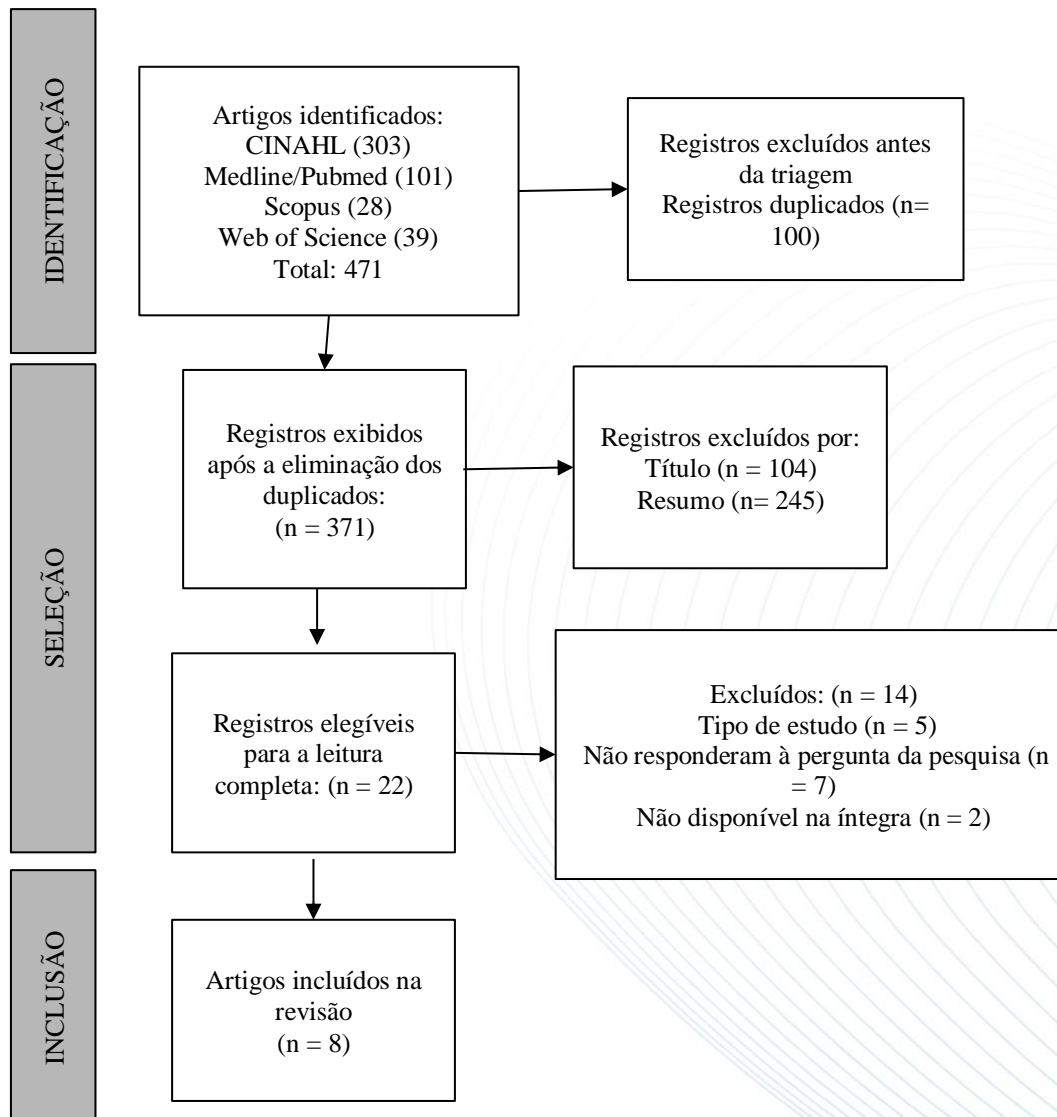 IDENTIFICAÇÃO
Artigos identificados:
CINAHL (303)
Medline/Pubmed (101)
Scopus (28)
Web of Science (39)
Total: 471
Registros excluídos antes
da triagem
Registros duplicados (n=
100)
SELEÇÃO
Registros exibidos
após a eliminação dos
duplicados:
(n = 371)
Registros excluídos por:
Título (n = 104)
Resumo (n= 245)
Registros elegíveis
para a leitura
completa: (n = 22)
Excluídos: (n = 14)
Tipo de estudo (n = 5)
Não responderam à pergunta da pesquisa (n
= 7)
Não disponível na íntegra (n = 2)
INCLUSÃO
Artigos incluídos na
revisão
(n = 8)